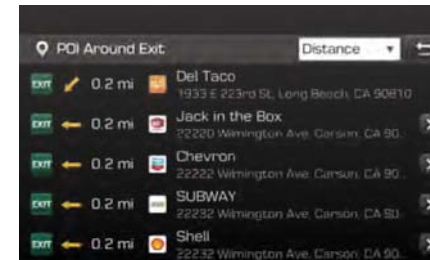 POI Around Exit
Distance
EXIT 0.2 mi Del Taco
1933 E 223rd St, Long Beach, CA 90810
EXIT 0.2 mi Jack in the Box
22220 Wilmington Ave, Carson, CA 90..
EXIT 0.2 mi Chevron
22222 Wilmington Ave, Carson, CA 90..
EXIT 0.2 mi SUBWAY
22232 Wilmington Ave, Carson, CA 90..
EXIT 0.2 mi Shell
22232 Wilmington Ave, Carson, CA 90..